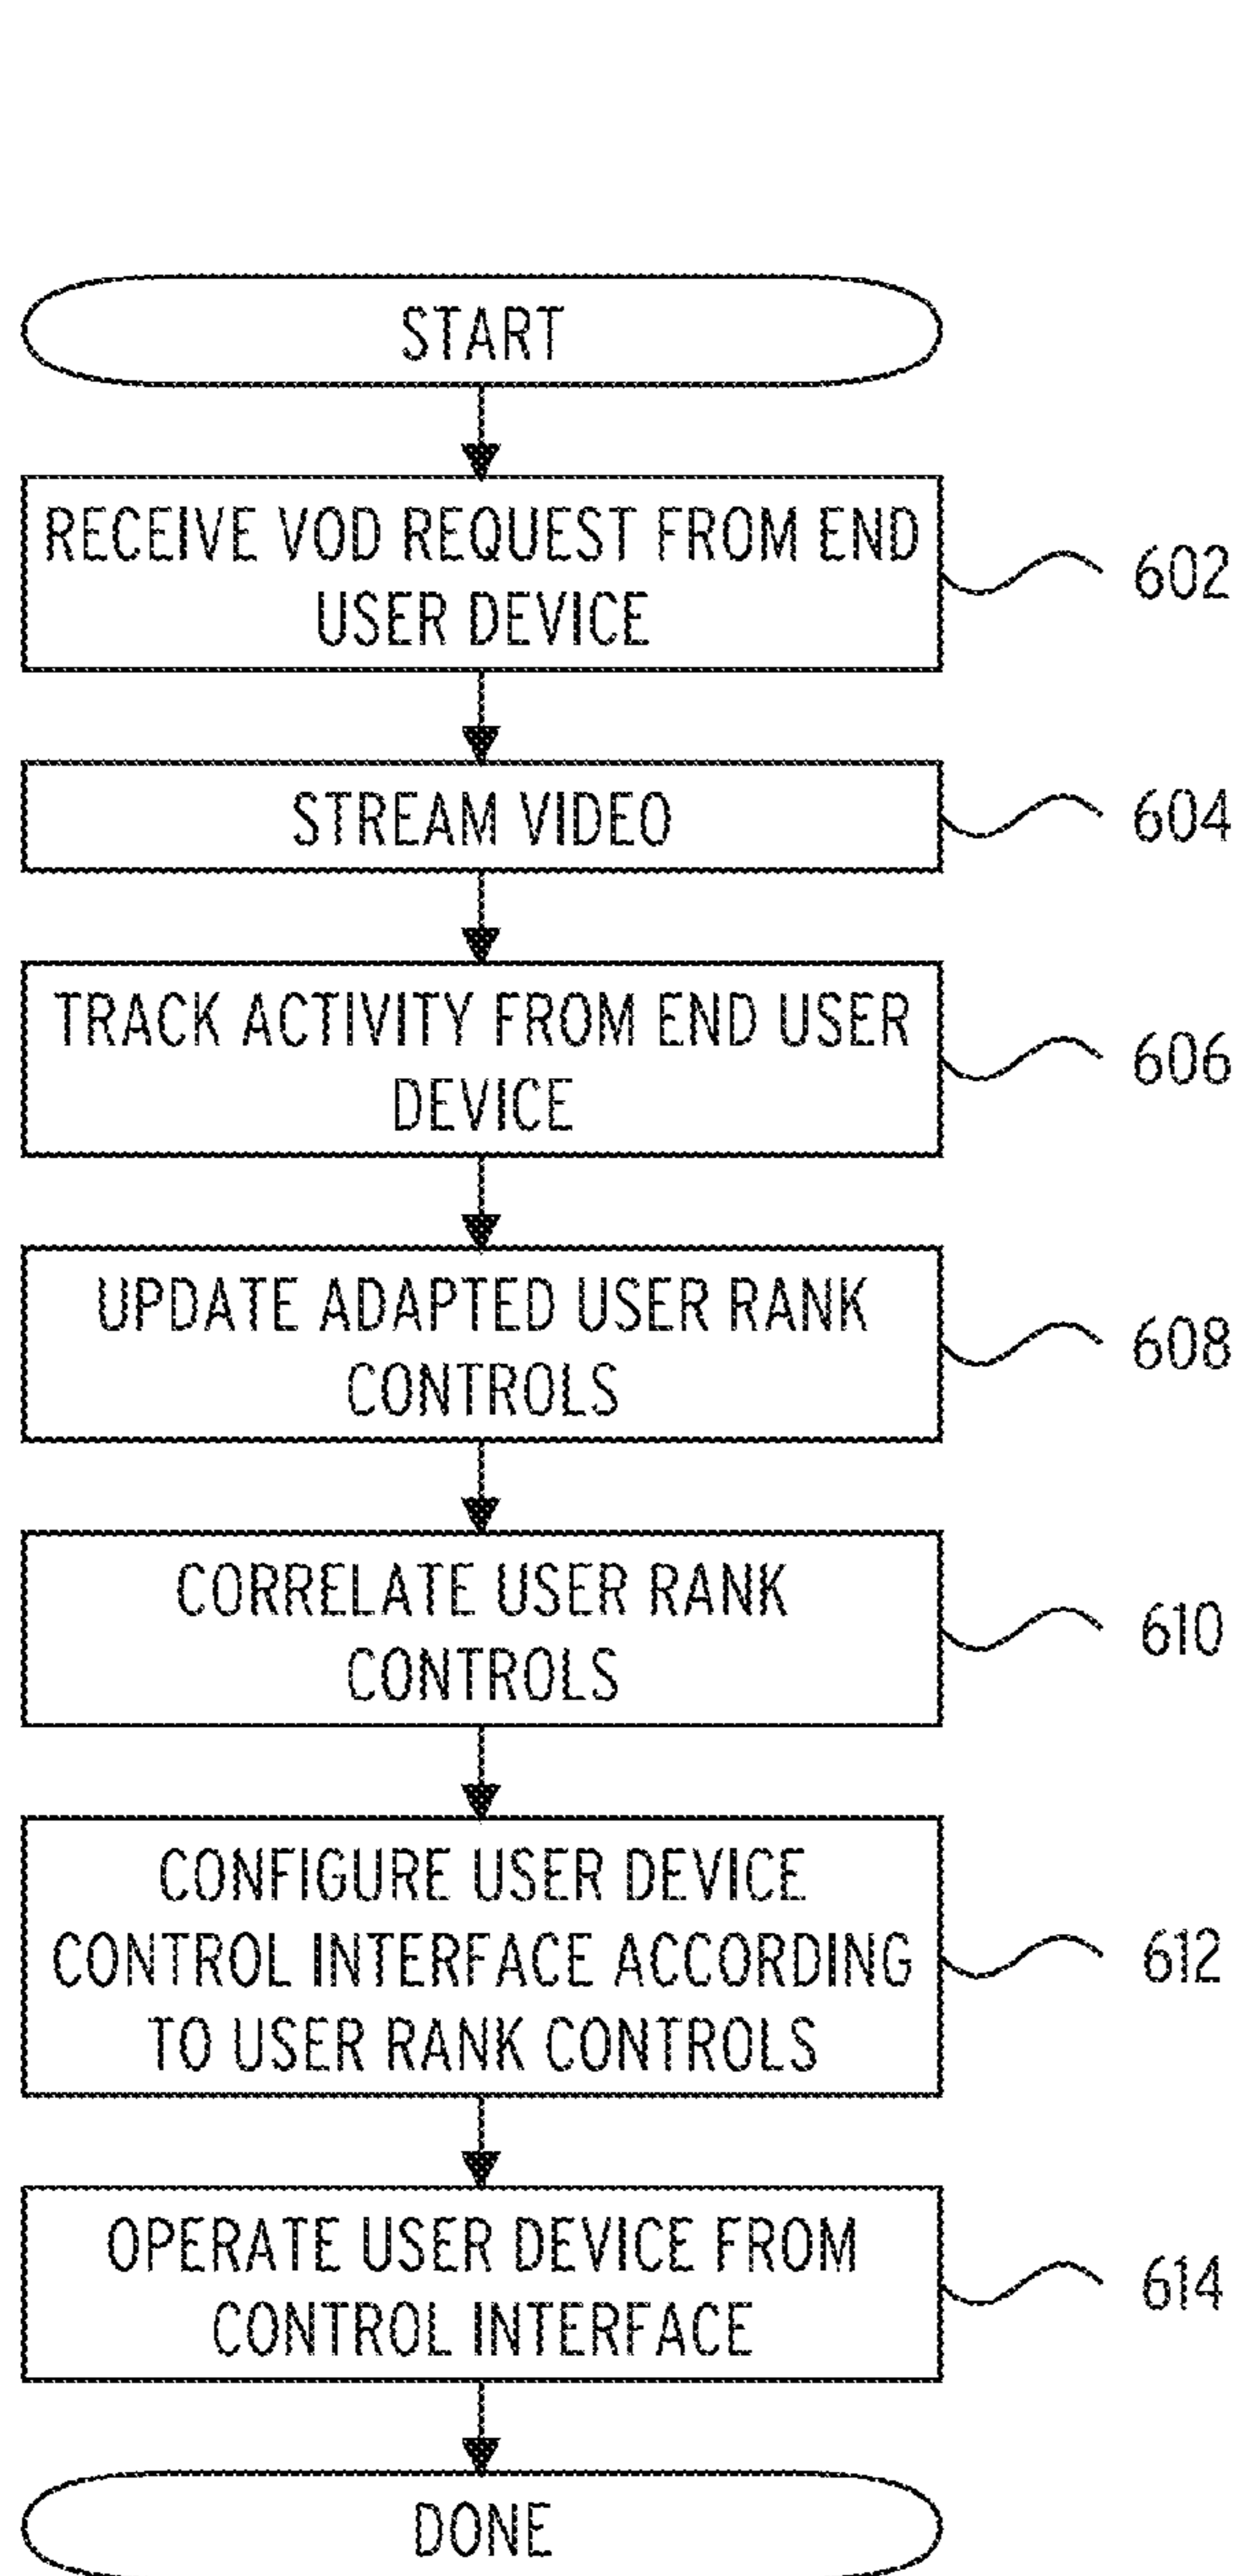 START
RECEIVE VOD REQUEST FROM END
USER DEVICE
602
STREAM VIDEO
604
TRACK ACTIVITY FROM END USER
DEVICE
606
UPDATE ADAPTED USER RANK
CONTROLS
608
CORRELATE USER RANK
CONTROLS
610
CONFIGURE USER DEVICE
CONTROL INTERFACE ACCORDING
TO USER RANK CONTROLS
612
OPERATE USER DEVICE FROM
CONTROL INTERFACE
614
DONE